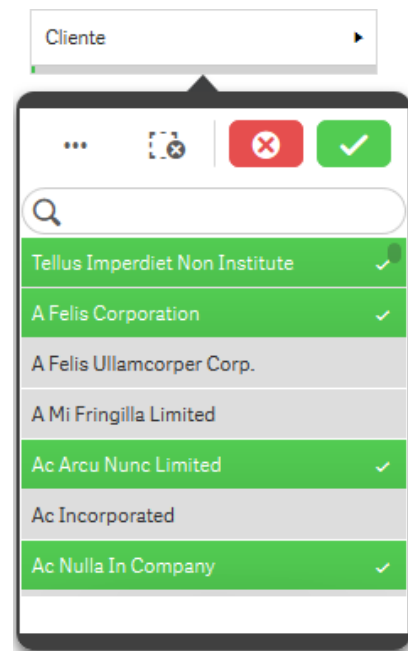 Cliente
Tellus Imperdiet Non Institute
A Felis Corporation
A Felis Ullamcorper Corp.
A Mi Fringilla Limited
Ac Arcu Nunc Limited
Ac Incorporated
Ac Nulla In Company